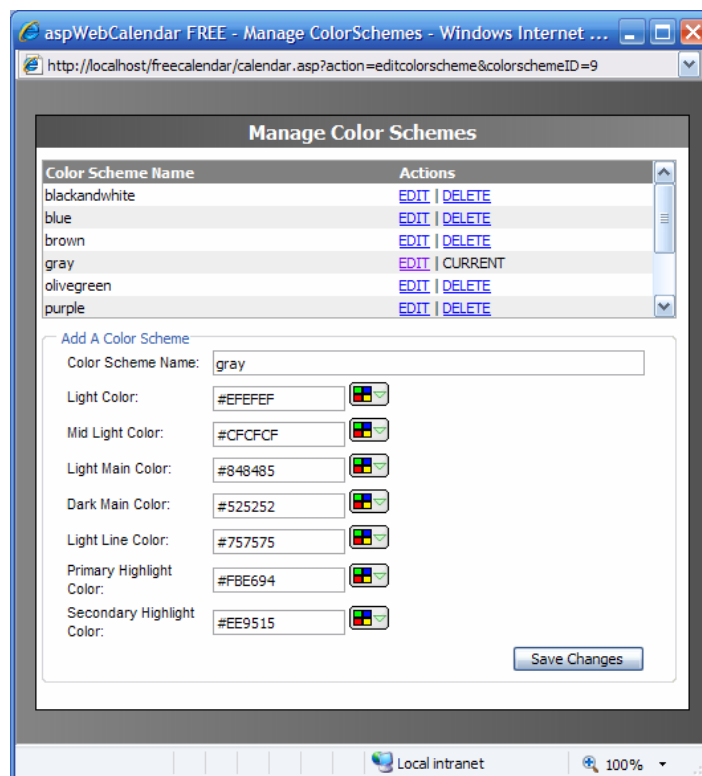 aspWebCalendar FREE - Manage ColorSchemes - Windows Internet ...
http://localhost/freecalendar/calendar.asp?action=editcolorscheme&colorschemeID=9
Manage Color Schemes
Color Scheme Name Actions
blackandwhite EDIT | DELETE
blue EDIT | DELETE
brown EDIT | DELETE
gray EDIT | CURRENT
olivegreen EDIT | DELETE
purple EDIT | DELETE
Add A Color Scheme
Color Scheme Name: gray
Light Color: #EFEFEF
Mid Light Color: #CFCFCF
Light Main Color: #848485
Dark Main Color: #525252
Light Line Color: #757575
Primary Highlight
Color: #FBE694
Secondary Highlight
Color: #EE9515
Save Changes
Local intranet 100%